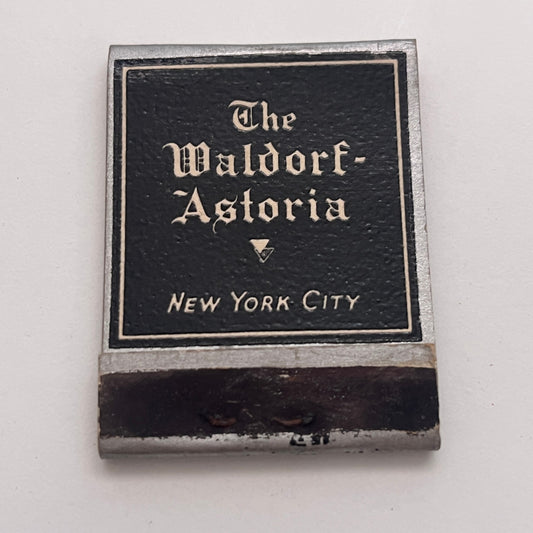 The
Waldorf-
Astoria
New York City